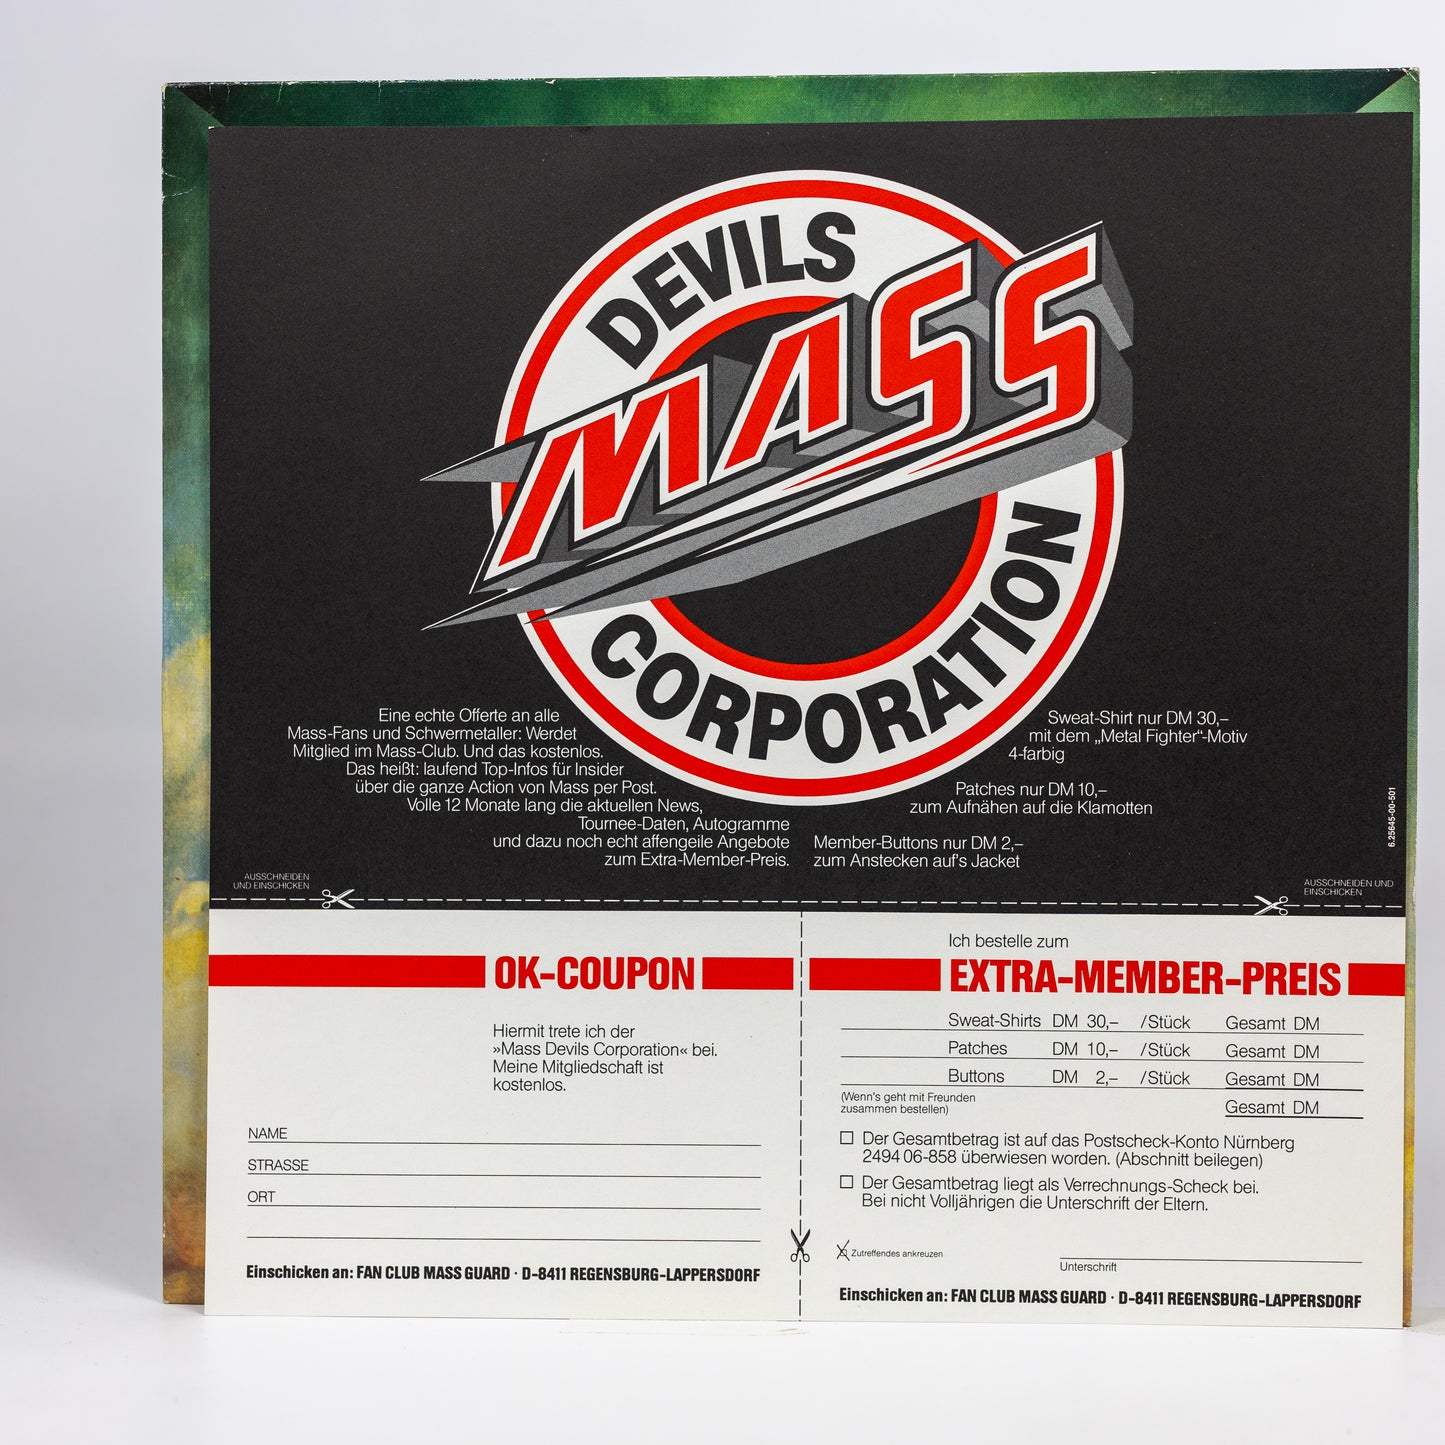 DEVILS
MASS
CORPORATION
Eine echte Offerte an alle
Mass-Fans und Schwermetaller: Werdet
Mitglied im Mass-Club. Und das kostenlos.
Das heißt: laufend Top-Infos für Insider
über die ganze Action von Mass per Post.
Volle 12 Monate lang die aktuellen News,
Tournee-Daten, Autogramme
und dazu noch echt affengeile Angebote
zum Extra-Member-Preis.
Sweat-Shirt nur DM 30,–
mit dem „Metal Fighter“-Motiv
4-farbig
Patches nur DM 10,–
zum Aufnähen auf die Klamotten
Member-Buttons nur DM 2,–
zum Anstecken auf's Jacket
6.25645-00-501
AUSSCHNEIDEN
UND EINSCHICKEN
AUSSCHNEIDEN UND
EINSCHICKEN
OK-COUPON
Hiermit trete ich der
»Mass Devils Corporation« bei.
Meine Mitgliedschaft ist
kostenlos.
NAME
STRASSE
ORT
Einschicken an: FAN CLUB MASS GUARD · D-8411 REGENSBURG-LAPPERSDORF
Ich bestelle zum
EXTRA-MEMBER-PREIS
Sweat-Shirts DM 30,– /Stück Gesamt DM
Patches DM 10,– /Stück Gesamt DM
Buttons DM 2,– /Stück Gesamt DM
(Wenn's geht mit Freunden
zusammen bestellen)
Gesamt DM
Der Gesamtbetrag ist auf das Postscheck-Konto Nürnberg
2494 06-858 überwiesen worden. (Abschnitt beilegen)
Der Gesamtbetrag liegt als Verrechnungs-Scheck bei.
Bei nicht Volljährigen die Unterschrift der Eltern.
Zutreffendes ankreuzen
Unterschrift
Einschicken an: FAN CLUB MASS GUARD · D-8411 REGENSBURG-LAPPERSDORF